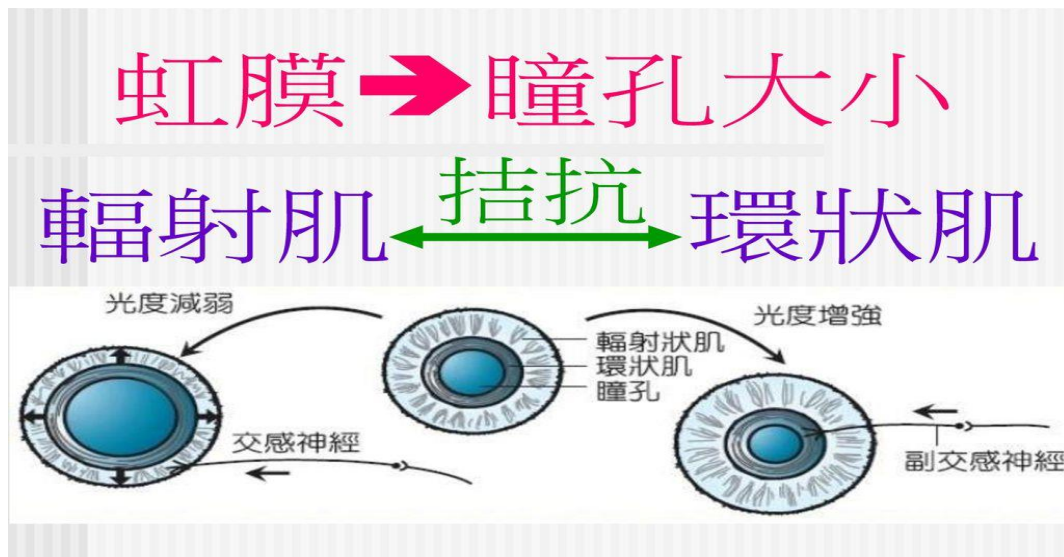 虹膜➔瞳孔大小
拮抗
輻射肌 環狀肌
光度減弱
光度增強
輻射狀肌
環狀肌
瞳孔
交感神經
副交感神經